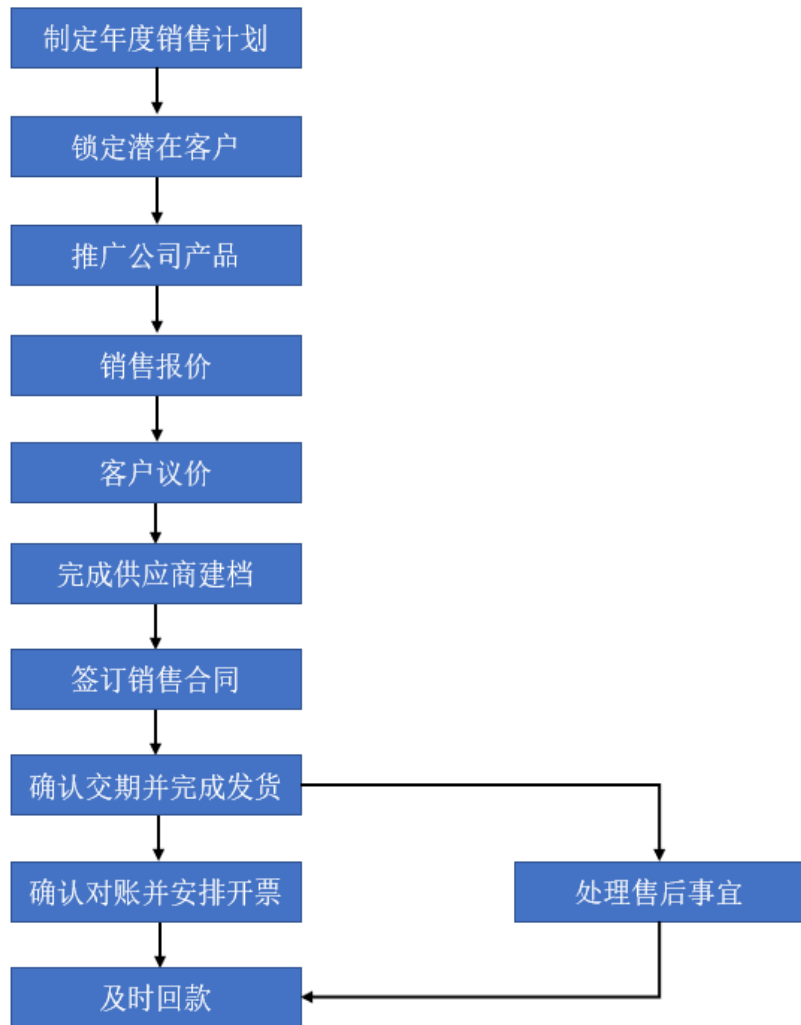 制定年度销售计划
锁定潜在客户
推广公司产品
销售报价
客户议价
完成供应商建档
签订销售合同
确认交期并完成发货
确认对账并安排开票
处理售后事宜
及时回款